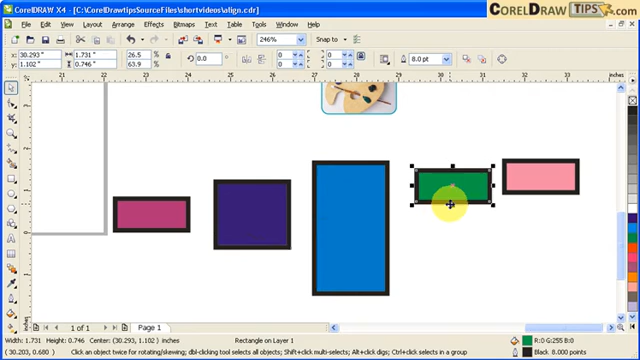 CorelDRAW X4 - [C:\CorelDrawtipsSourceFiles\shortvideos\align.cdr]
CORELDRAW TIPS.com
File Edit View Layout Arrange Effects Bitmaps Text Table Tools Window Help
246% Snap to
x: 30.293 " 1.731 " 26.5 0.0 0 0 8.0 pt
y: 1.102 " 0.746 " 63.9 0 0
21 22 23 24 25 26 27 28 29 30 31 32 33 inches
1 of 1 Page 1
Width: 1.731 Height: 0.746 Center: (30.293, 1.102) inches Rectangle on Layer 1 R:0 G:255 B:0
(30.203, 0.680) Click an object twice for rotating/skewing; dbl-clicking tool selects all objects; Shift+click multi-selects; Alt+click digs; Ctrl+click selects in a group 8.000 points